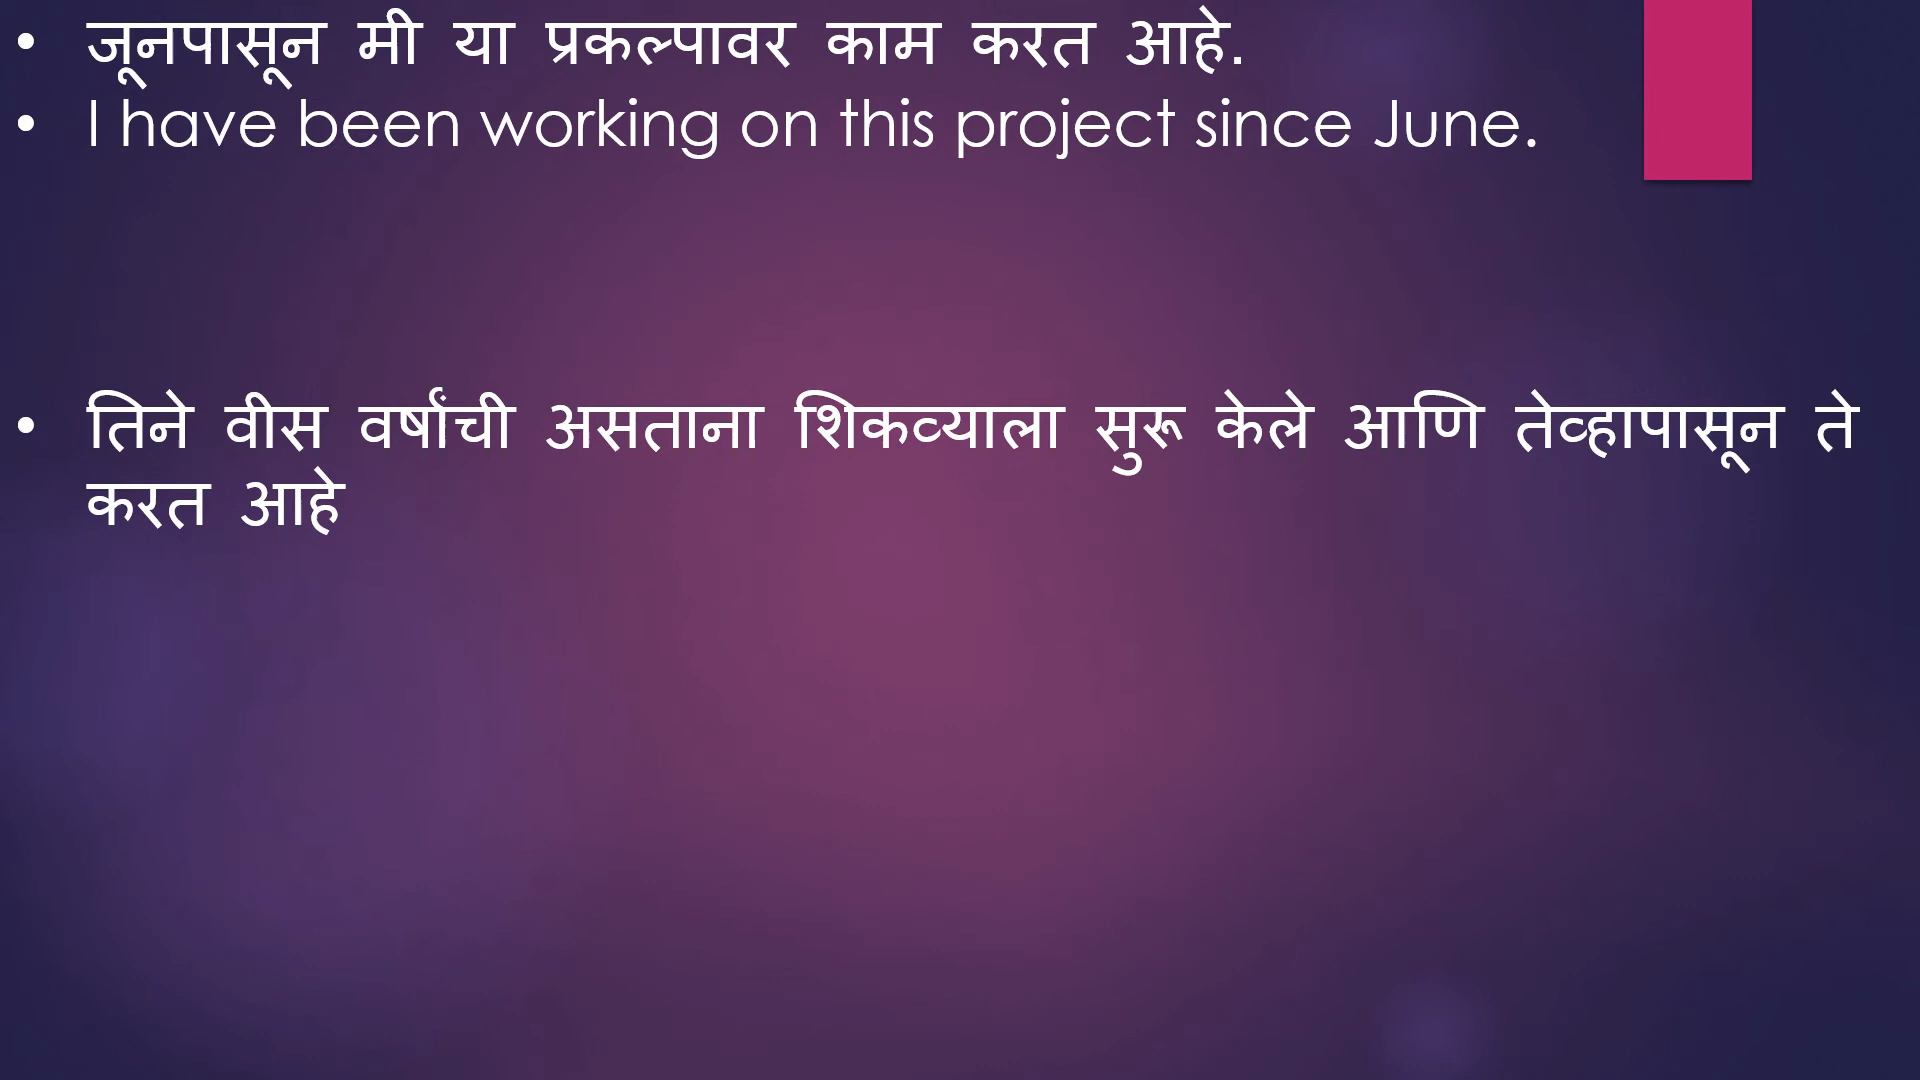 • जूनपासून मी या प्रकल्पावर काम करत आहे.
• I have been working on this project since June.
• तिने वीस वर्षांची असताना शिकव्याला सुरू केले आणि तेव्हापासून ते
करत आहे